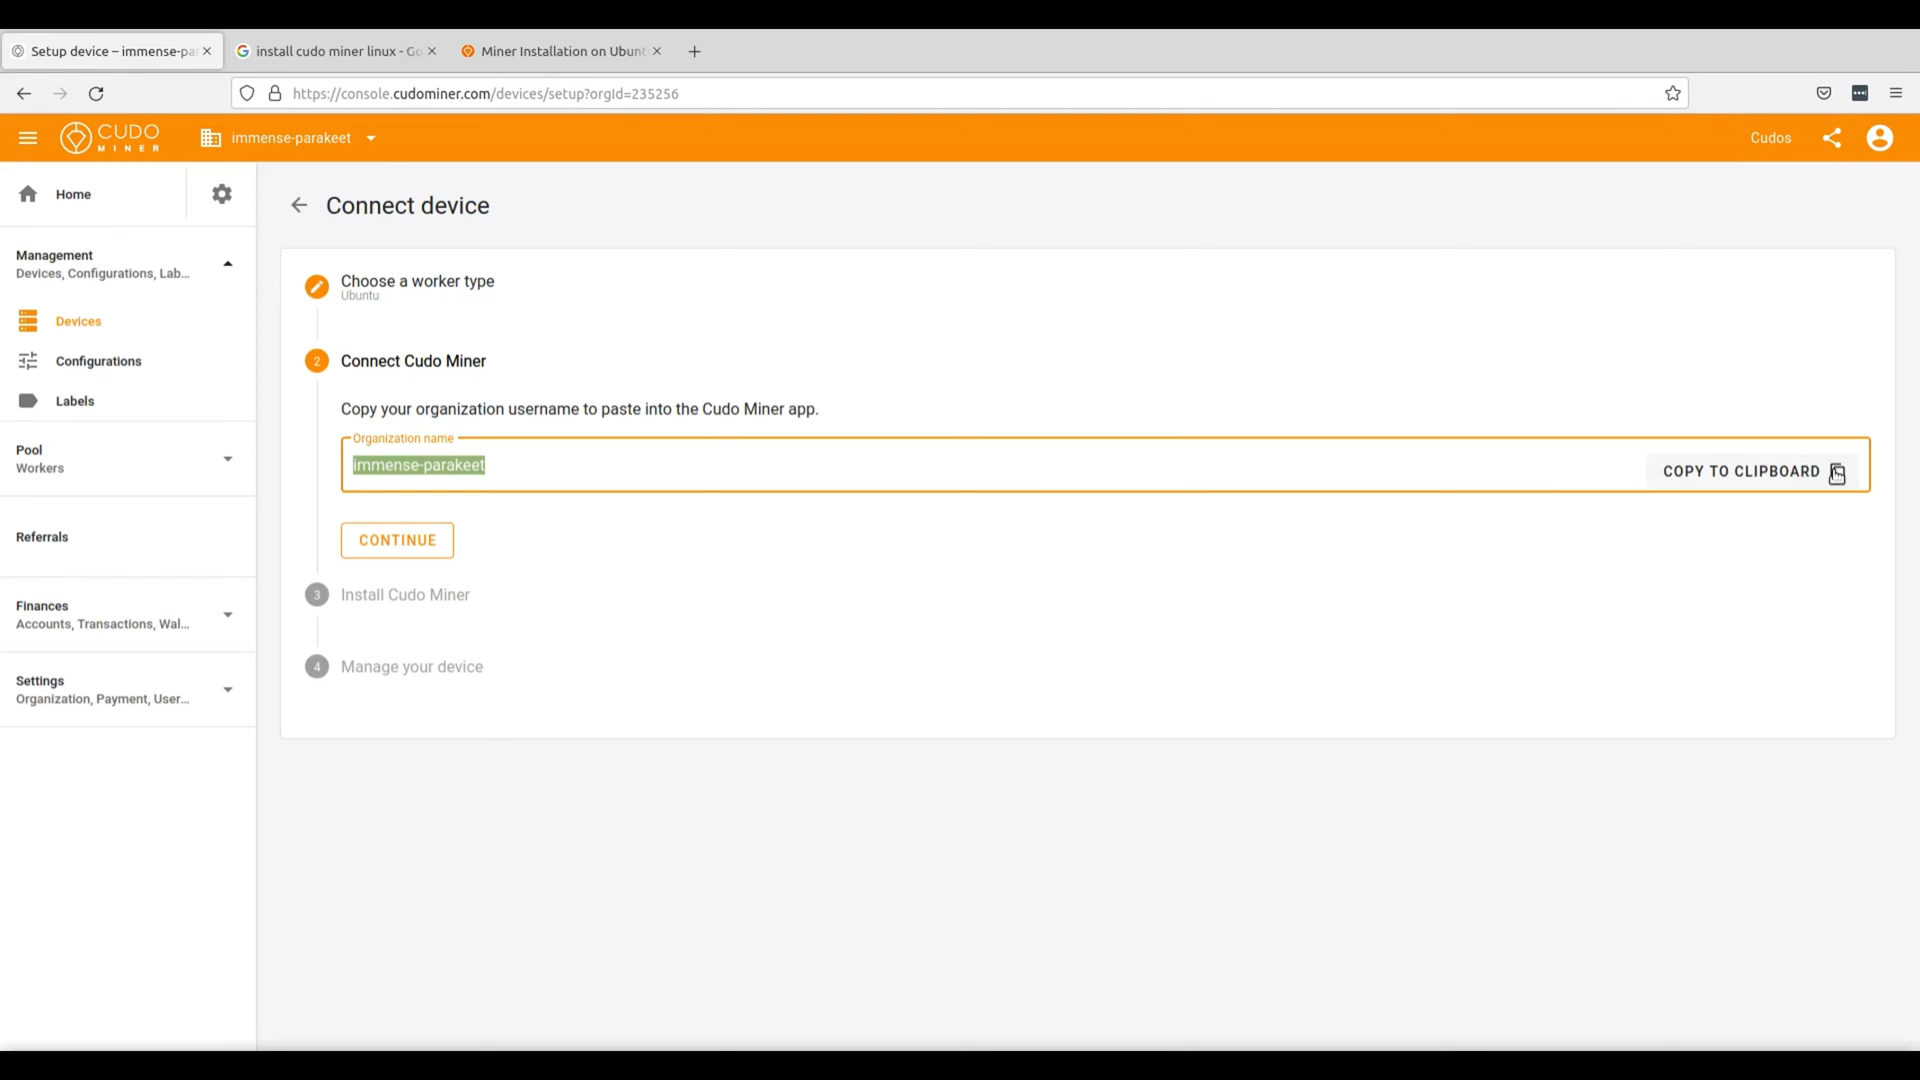 Setup device – immense-par
install cudo miner linux - Go
Miner Installation on Ubunt
https://console.cudominer.com/devices/setup?orgId=235256
CUDO
MINER
immense-parakeet
Cudos
Home
Management
Devices, Configurations, Lab...
Devices
Configurations
Labels
Pool
Workers
Referrals
Finances
Accounts, Transactions, Wal...
Settings
Organization, Payment, User...
Connect device
Choose a worker type
Ubuntu
2 Connect Cudo Miner
Copy your organization username to paste into the Cudo Miner app.
Organization name
immense-parakeet
COPY TO CLIPBOARD
CONTINUE
3 Install Cudo Miner
4 Manage your device